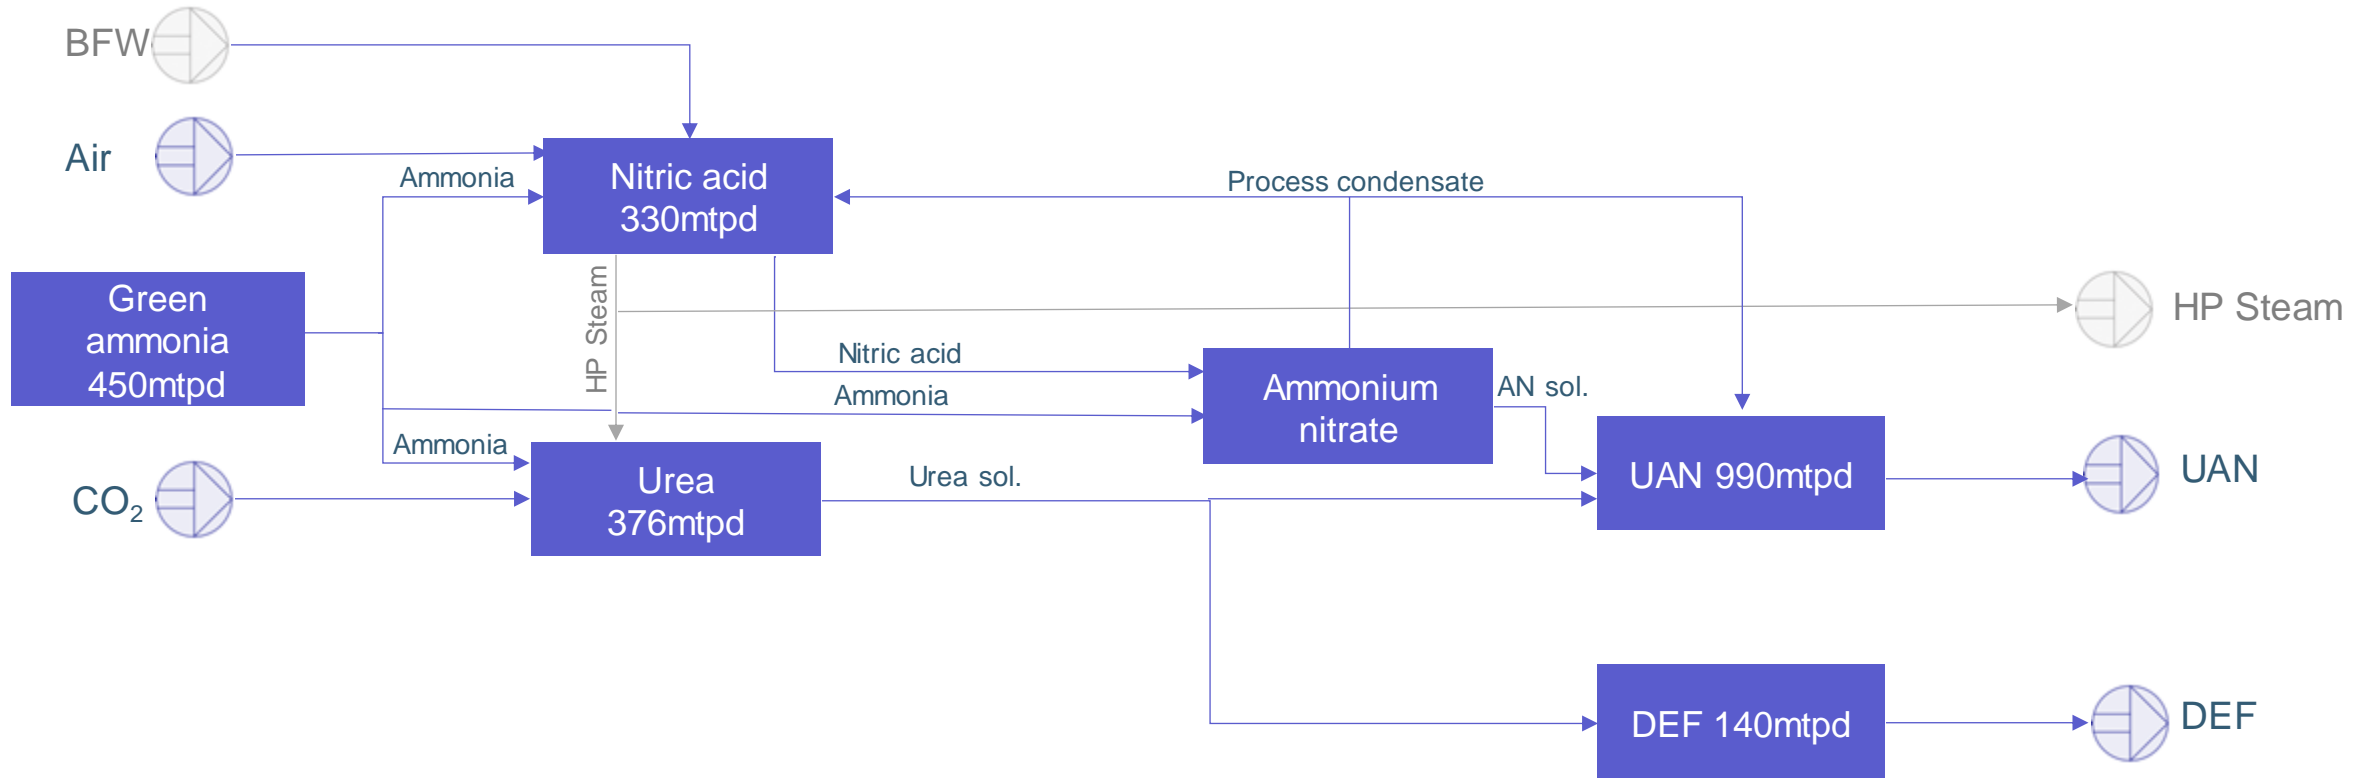 BFW
Air
Ammonia
Nitric acid
330mtpd
Process condensate
Green
ammonia
450mtpd
HP Steam
HP Steam
Nitric acid
Ammonia
Ammonium
nitrate
AN sol.
Ammonia
CO₂
Urea
376mtpd
Urea sol.
UAN 990mtpd
UAN
DEF 140mtpd
DEF